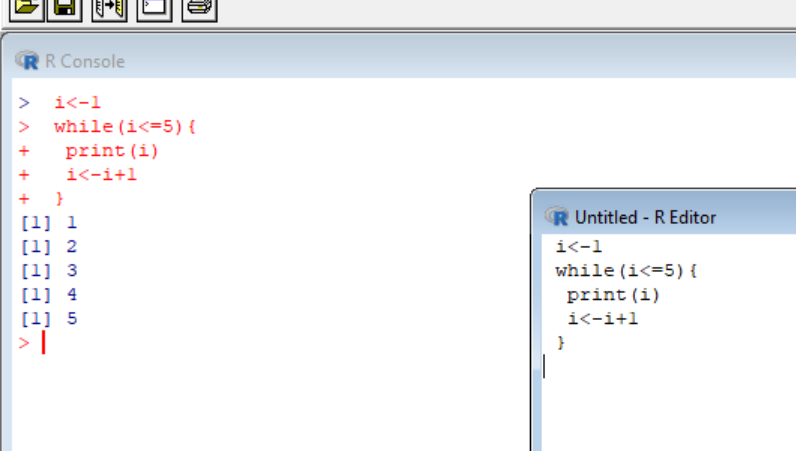 R Console
> i<-1
> while(i<=5){
+ print(i)
+ i<-i+1
+ }
[1] 1
[1] 2
[1] 3
[1] 4
[1] 5
>
Untitled - R Editor
i<-1
while(i<=5){
print(i)
i<-i+1
}